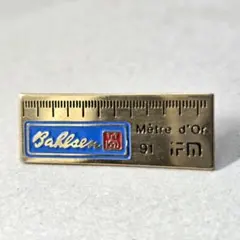 Bahlsen
Mètre d'Or
91 IFM